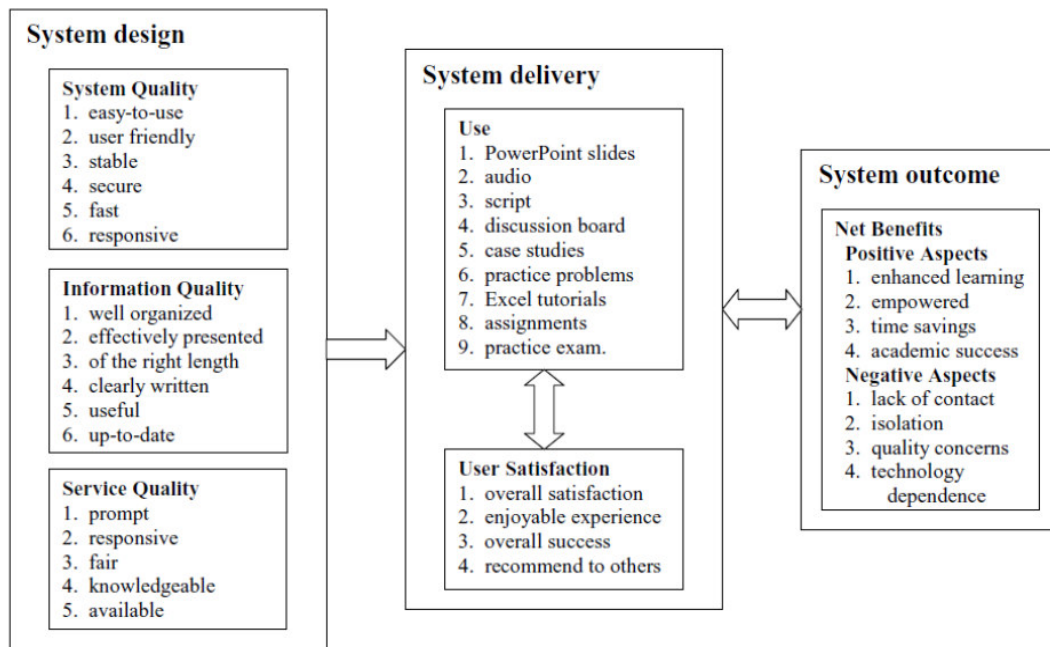 System design
System Quality
1. easy-to-use
2. user friendly
3. stable
4. secure
5. fast
6. responsive
Information Quality
1. well organized
2. effectively presented
3. of the right length
4. clearly written
5. useful
6. up-to-date
Service Quality
1. prompt
2. responsive
3. fair
4. knowledgeable
5. available
System delivery
Use
1. PowerPoint slides
2. audio
3. script
4. discussion board
5. case studies
6. practice problems
7. Excel tutorials
8. assignments
9. practice exam.
User Satisfaction
1. overall satisfaction
2. enjoyable experience
3. overall success
4. recommend to others
System outcome
Net Benefits
Positive Aspects
1. enhanced learning
2. empowered
3. time savings
4. academic success
Negative Aspects
1. lack of contact
2. isolation
3. quality concerns
4. technology
dependence